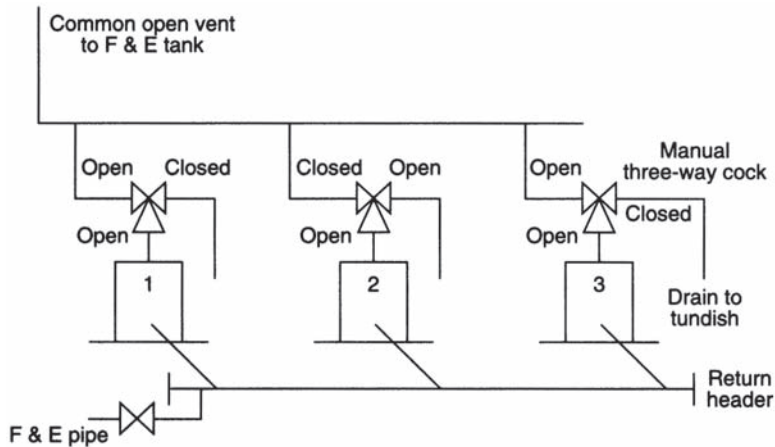 Common open vent
to F & E tank
Open
Closed
Closed
Open
Open
Manual
three-way cock
Closed
Open
Open
Open
1
2
3
Drain to
tundish
Return
header
F & E pipe